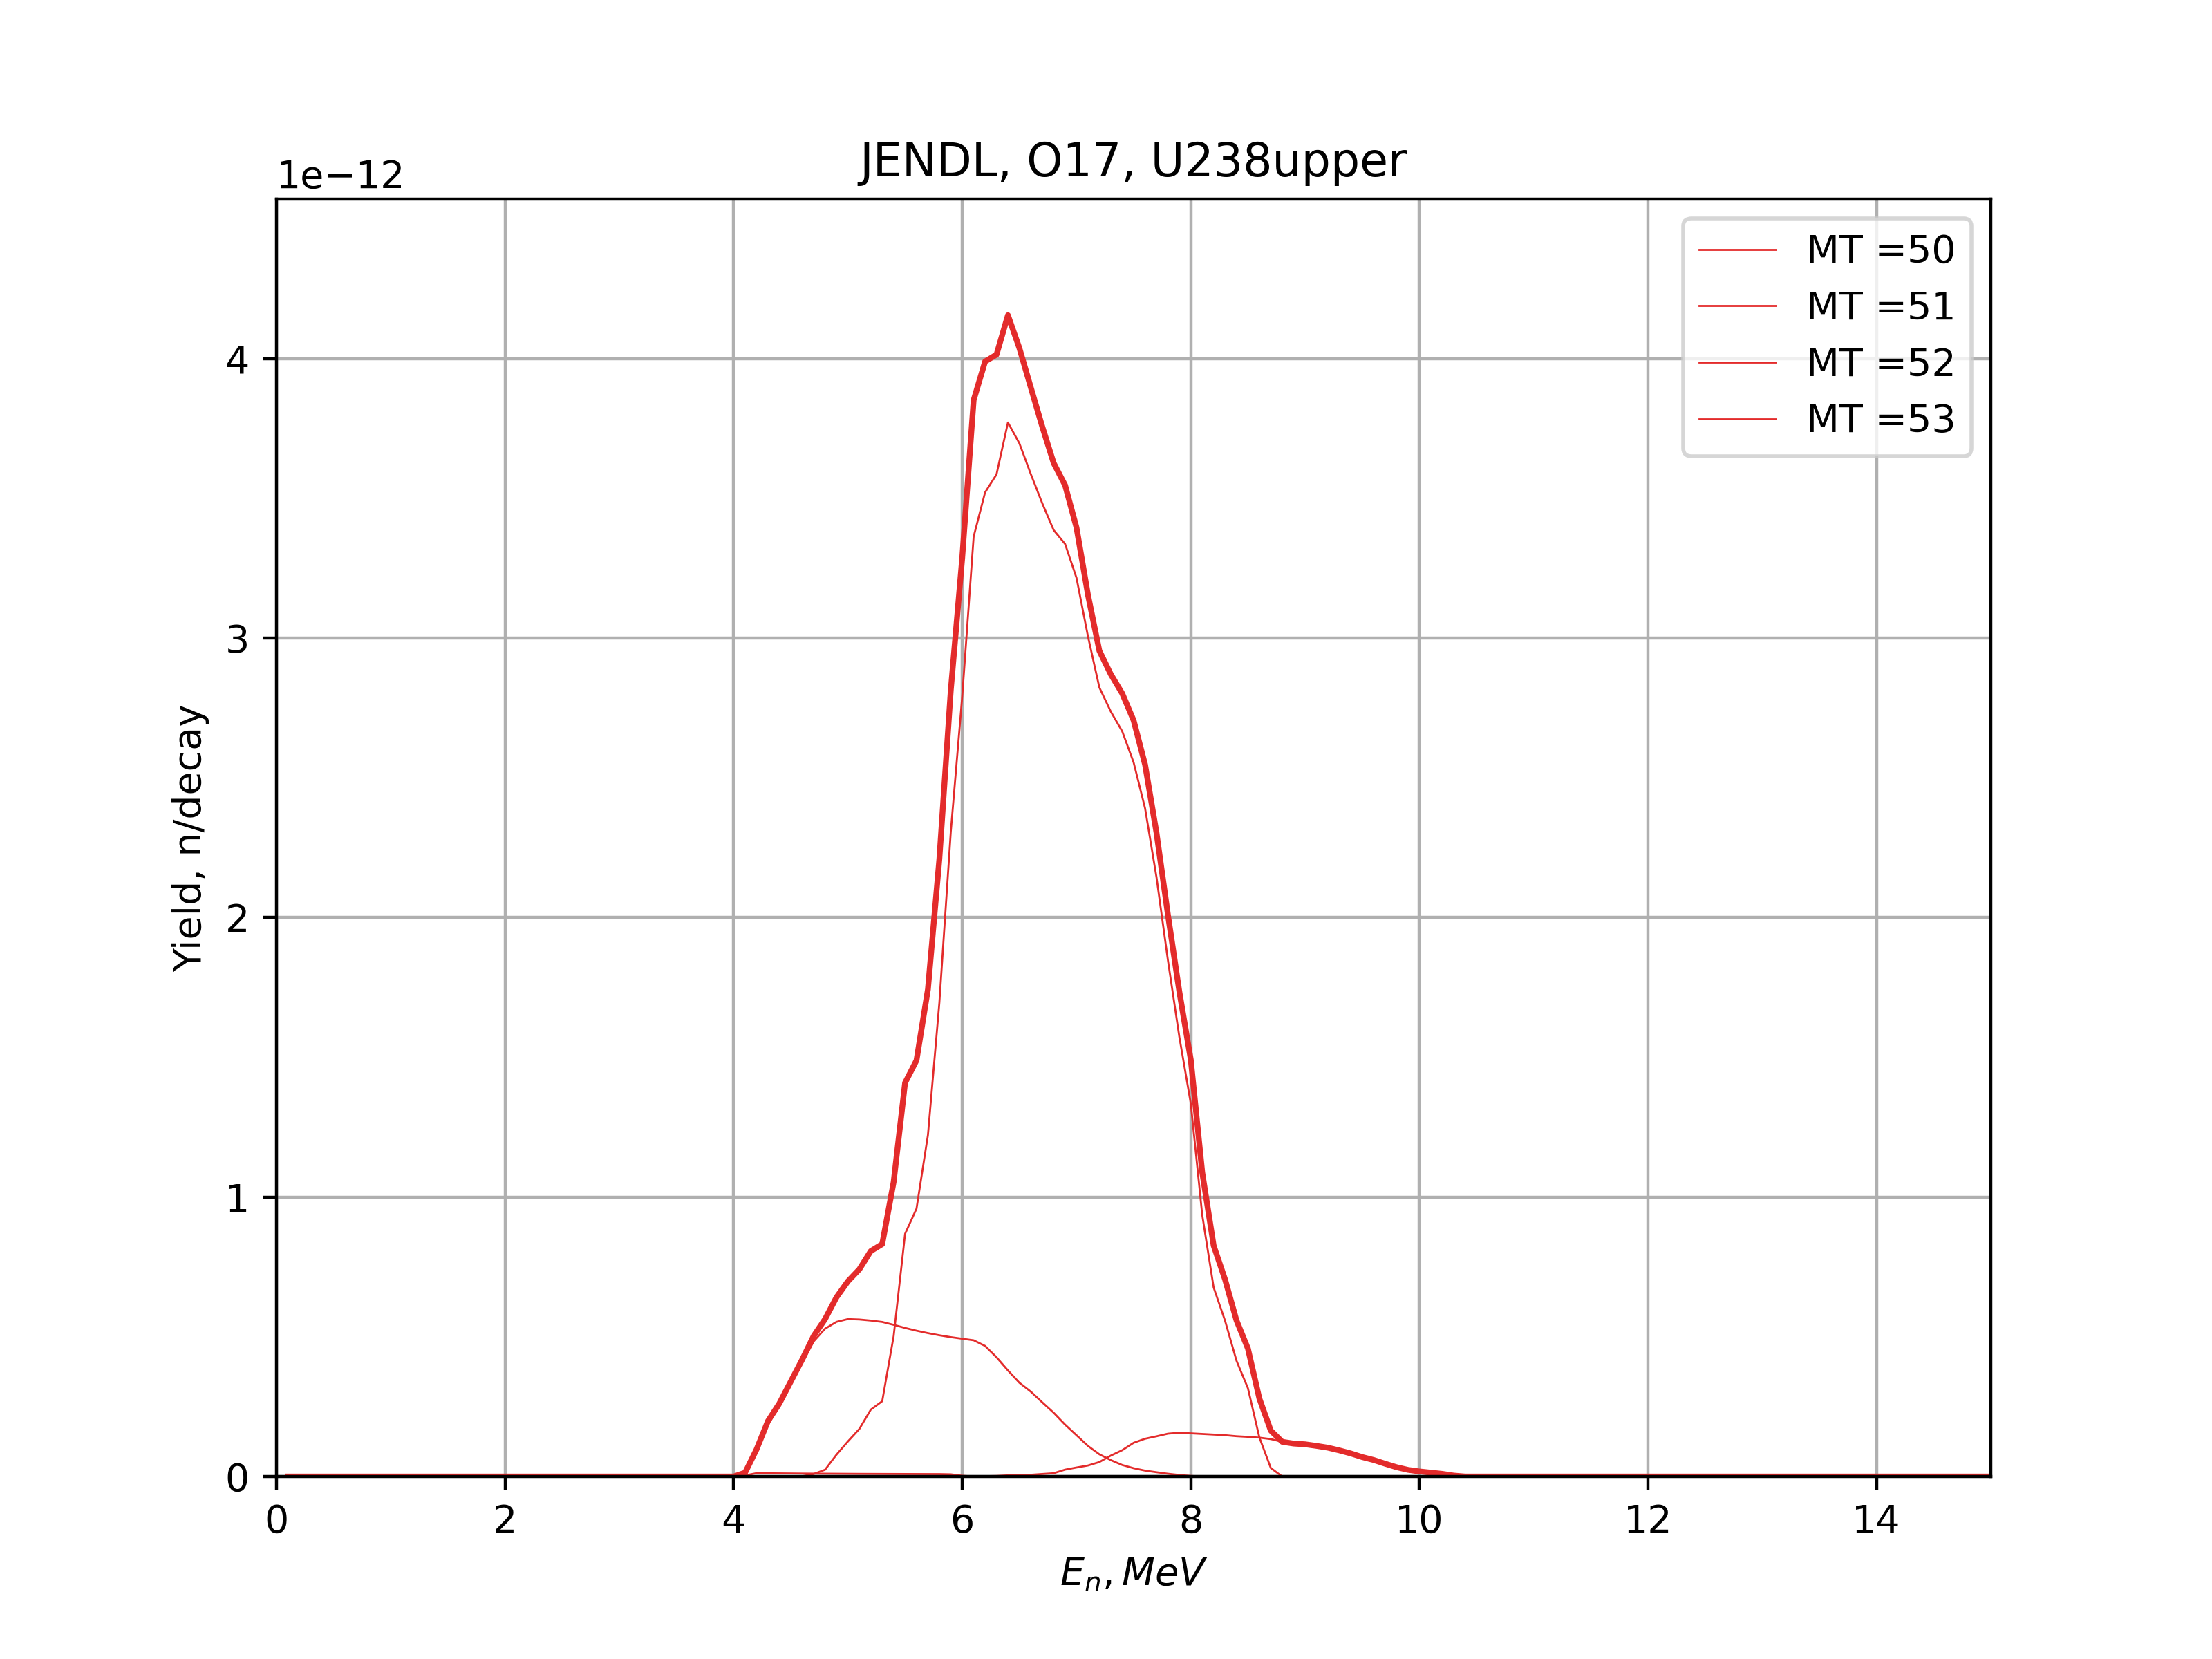 JENDL, O17, U238upper
1e−12
MT =50
MT =51
MT =52
MT =53
4
3
2
1
0
Yield, n/decay
0 2 4 6 8 10 12 14
E_n, MeV